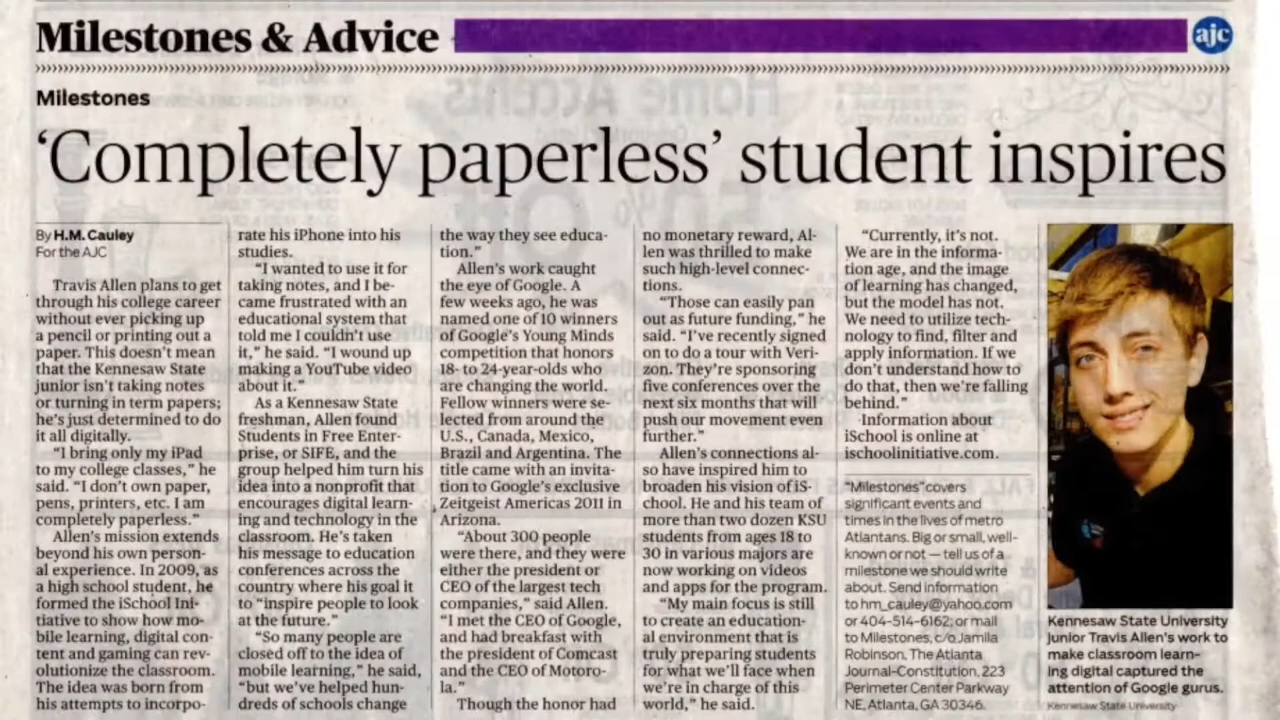 Milestones & Advice
ajc
Milestones
‘Completely paperless’ student inspires
By H.M. Cauley
For the AJC
Travis Allen plans to get
through his college career
without ever picking up
a pencil or printing out a
paper. This doesn't mean
that the Kennesaw State
junior isn't taking notes
or turning in term papers;
he's just determined to do
it all digitally.
“I bring only my iPad
to my college classes,” he
said. “I don't own paper,
pens, printers, etc. I am
completely paperless.”
Allen's mission extends
beyond his own person-
al experience. In 2009, as
a high school student, he
formed the iSchool Ini-
tiative to show how mo-
bile learning, digital con-
tent and gaming can rev-
olutionize the classroom.
The idea was born from
his attempts to incorpo-
rate his iPhone into his
studies.
“I wanted to use it for
taking notes, and I be-
came frustrated with an
educational system that
told me I couldn't use
it,” he said. “I wound up
making a YouTube video
about it.”
As a Kennesaw State
freshman, Allen found
Students in Free Enter-
prise, or SIFE, and the
group helped him turn his
idea into a nonprofit that
encourages digital learn-
ing and technology in the
classroom. He's taken
his message to education
conferences across the
country where his goal it
to “inspire people to look
at the future.”
“So many people are
closed off to the idea of
mobile learning,” he said,
“but we've helped hun-
dreds of schools change
the way they see educa-
tion.”
Allen's work caught
the eye of Google. A
few weeks ago, he was
named one of 10 winners
of Google's Young Minds
competition that honors
18- to 24-year-olds who
are changing the world.
Fellow winners were se-
lected from around the
U.S., Canada, Mexico,
Brazil and Argentina. The
title came with an invita-
tion to Google's exclusive
Zeitgeist Americas 2011 in
Arizona.
“About 300 people
were there, and they were
either the president or
CEO of the largest tech
companies,” said Allen.
“I met the CEO of Google,
and had breakfast with
the president of Comcast
and the CEO of Motoro-
la.”
Though the honor had
no monetary reward, Al-
len was thrilled to make
such high-level connec-
tions.
“Those can easily pan
out as future funding,” he
said. “I've recently signed
on to do a tour with Veri-
zon. They're sponsoring
five conferences over the
next six months that will
push our movement even
further.”
Allen's connections al-
so have inspired him to
broaden his vision of iS-
chool. He and his team of
more than two dozen KSU
students from ages 18 to
30 in various majors are
now working on videos
and apps for the program.
“My main focus is still
to create an education-
al environment that is
truly preparing students
for what we'll face when
we're in charge of this
world,” he said.
“Currently, it's not.
We are in the informa-
tion age, and the image
of learning has changed,
but the model has not.
We need to utilize tech-
nology to find, filter and
apply information. If we
don't understand how to
do that, then we're falling
behind.”
Information about
iSchool is online at
ischoolinitiative.com.
“Milestones” covers
significant events and
times in the lives of metro
Atlantans. Big or small, well-
known or not — tell us of a
milestone we should write
about. Send information
to hm_cauley@yahoo.com
or 404-514-6162; or mail
to Milestones, c/o Jamila
Robinson, The Atlanta
Journal-Constitution, 223
Perimeter Center Parkway
NE, Atlanta, GA 30346.
Kennesaw State University
junior Travis Allen's work to
make classroom learn-
ing digital captured the
attention of Google gurus.
Kennesaw State University